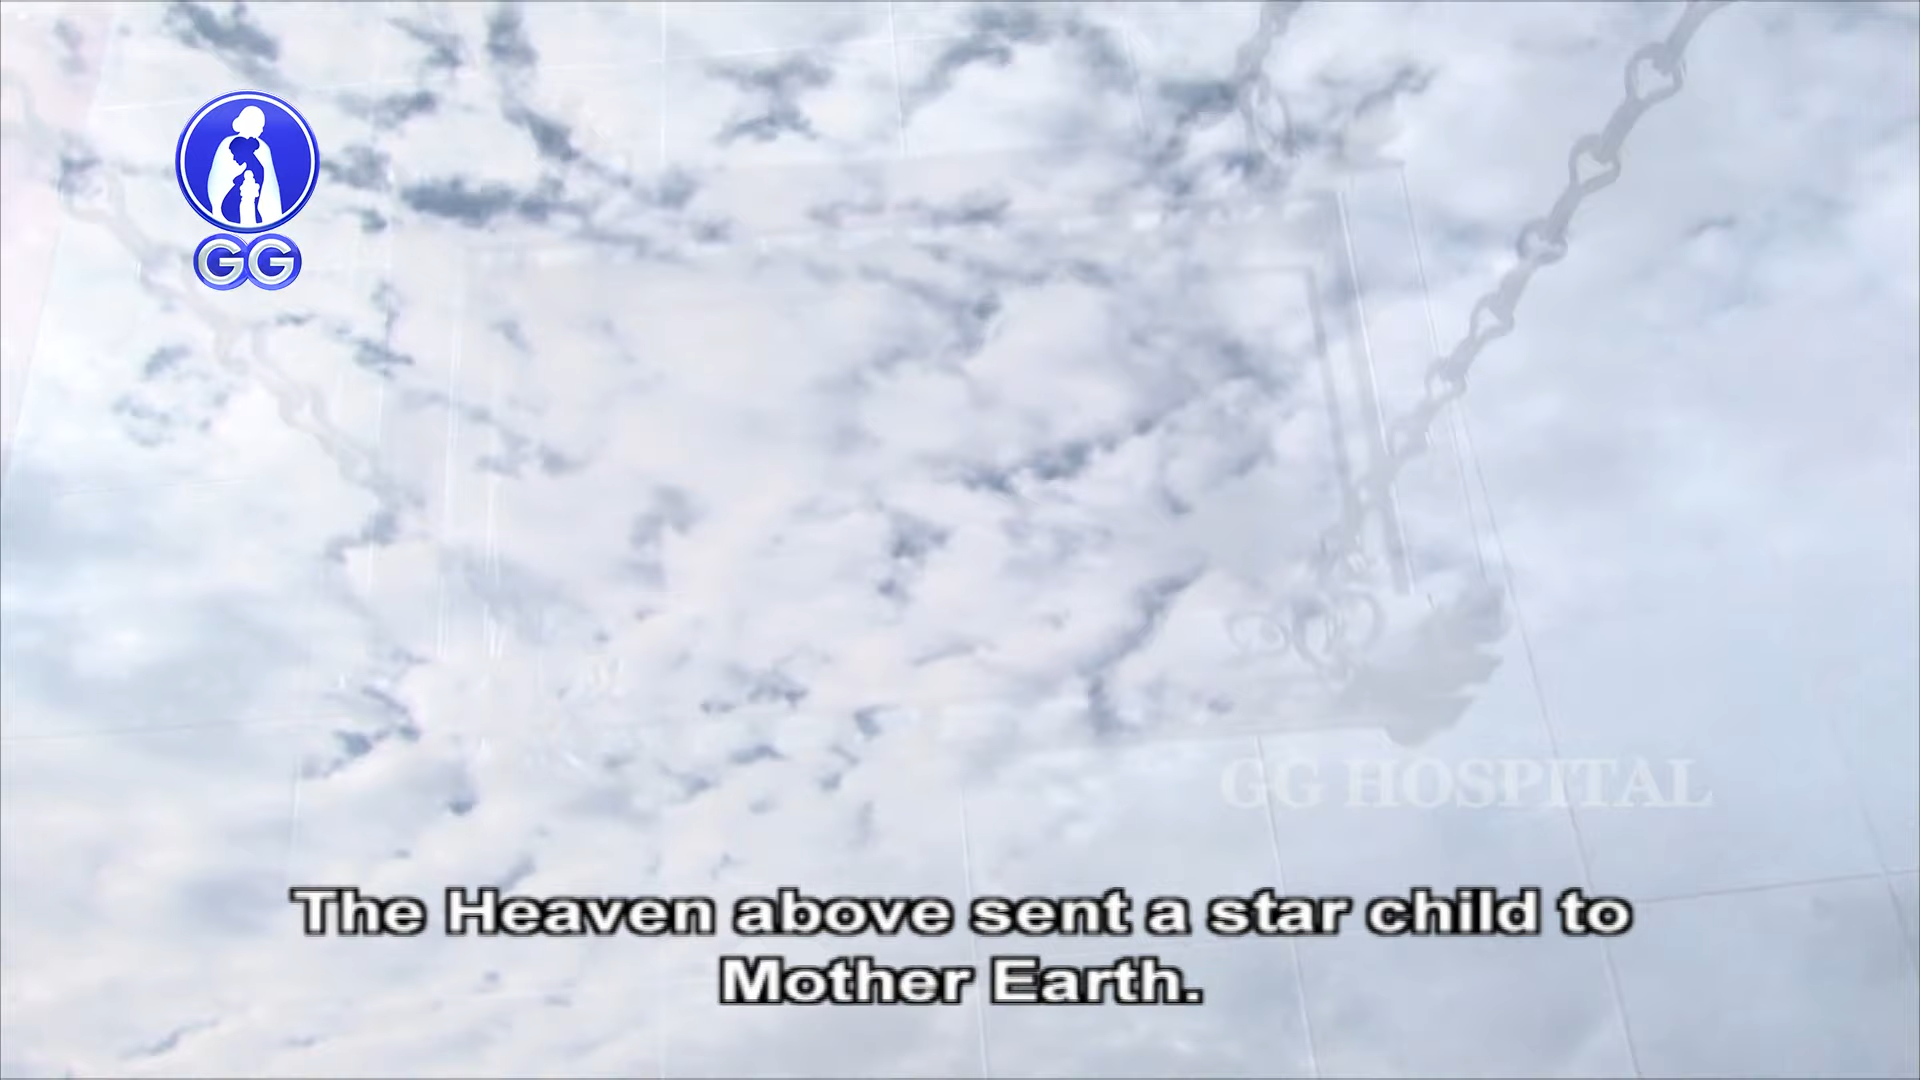 GG
GG HOSPITAL
The Heaven above sent a star child to
Mother Earth.